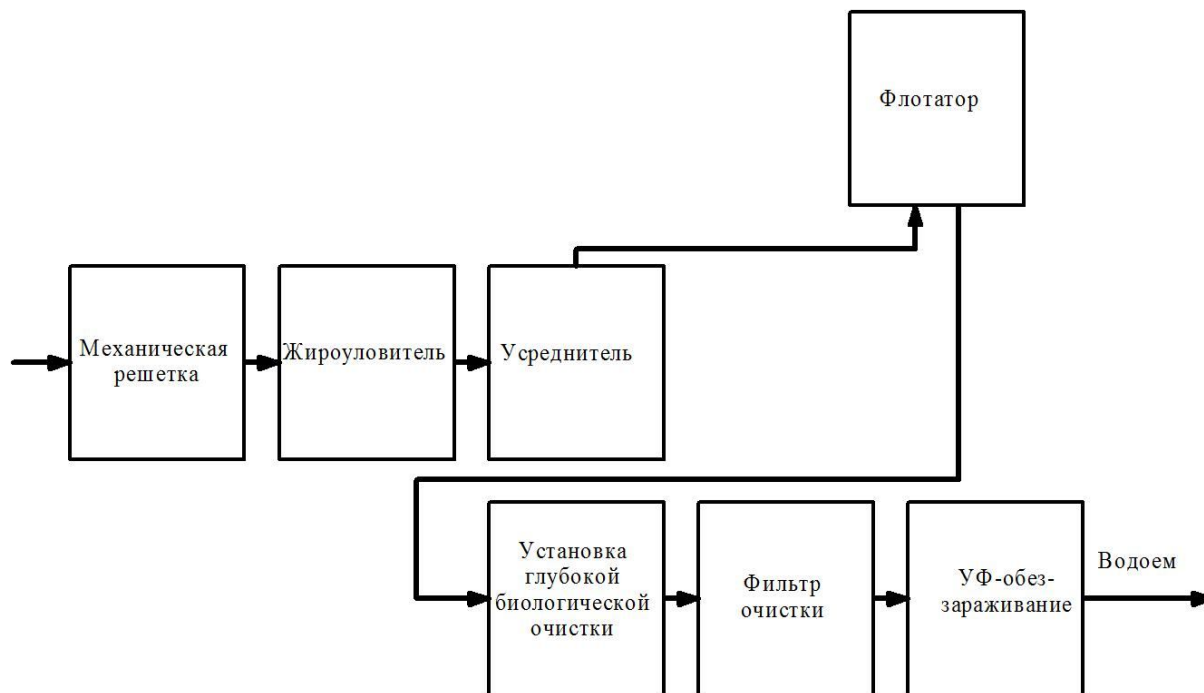 Флотатор
Механическая
решетка
Жироуловитель
Усреднитель
Установка
глубокой
биологической
очистки
Фильтр
очистки
УФ-обез-
зараживание
Водоем